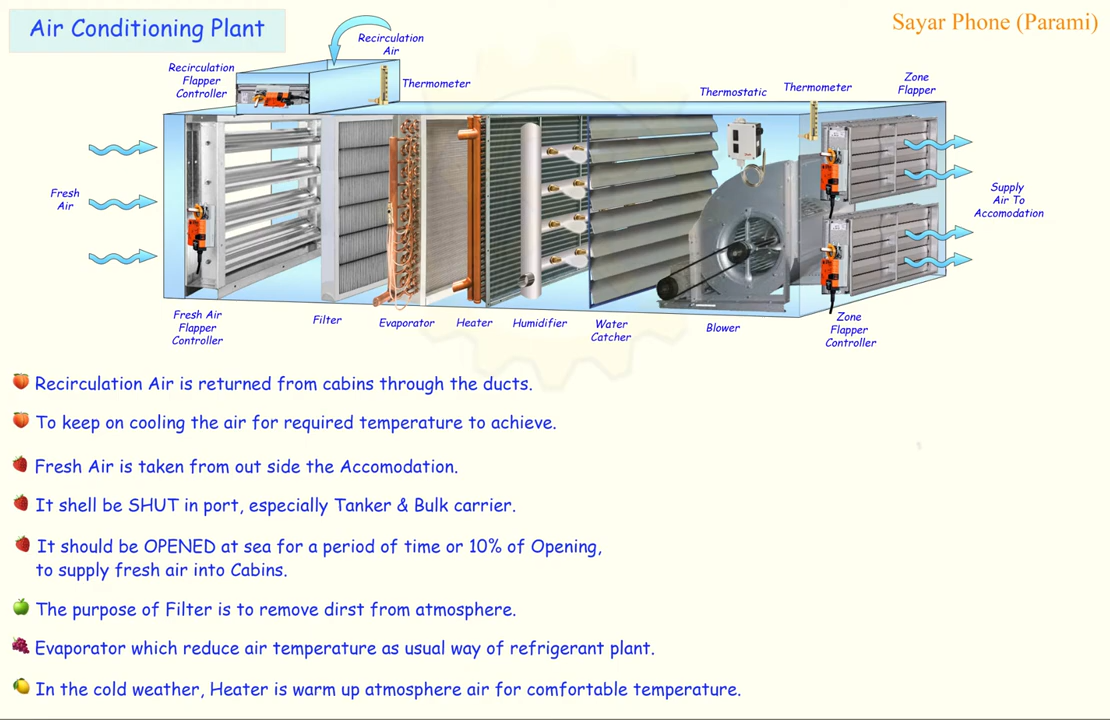 Air Conditioning Plant
Sayar Phone (Parami)
Recirculation
Air
Recirculation
Flapper
Controller
Thermometer
Thermostatic
Thermometer
Zone
Flapper
Fresh
Air
Supply
Air To
Accomodation
Fresh Air
Flapper
Controller
Filter
Evaporator
Heater
Humidifier
Water
Catcher
Blower
Zone
Flapper
Controller
Recirculation Air is returned from cabins through the ducts.
To keep on cooling the air for required temperature to achieve.
Fresh Air is taken from out side the Accomodation.
It shell be SHUT in port, especially Tanker & Bulk carrier.
It should be OPENED at sea for a period of time or 10% of Opening,
to supply fresh air into Cabins.
The purpose of Filter is to remove dirst from atmosphere.
Evaporator which reduce air temperature as usual way of refrigerant plant.
In the cold weather, Heater is warm up atmosphere air for comfortable temperature.